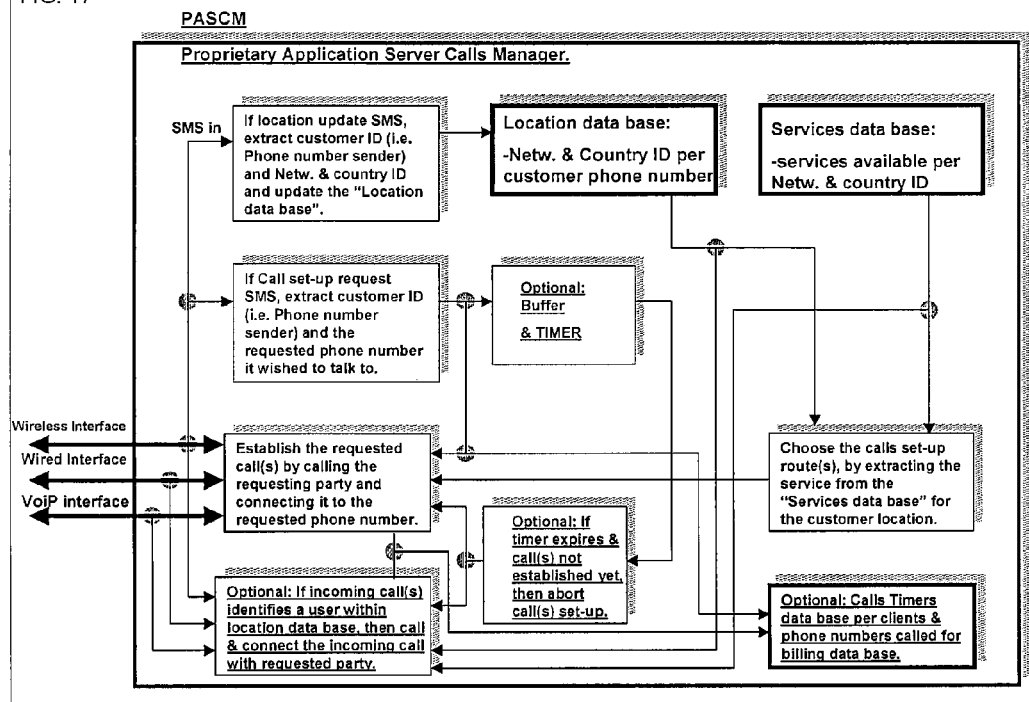 FIG. 17
PASCM
Proprietary Application Server Calls Manager.
SMS in
If location update SMS,
extract customer ID (i.e.
Phone number sender)
and Netw. & country ID
and update the “Location
data base”.
Location data base:
-Netw. & Country ID per
customer phone number
Services data base:
-services available per
Netw. & country ID
If Call set-up request
SMS, extract customer ID
(i.e. Phone number
sender) and the
requested phone number
it wished to talk to.
Optional:
Buffer
& TIMER
Wireless Interface
Wired Interface
VoiP interface
Establish the requested
call(s) by calling the
requesting party and
connecting it to the
requested phone number.
Choose the calls set-up
route(s), by extracting the
service from the
“Services data base” for
the customer location.
Optional: If
timer expires &
call(s) not
established yet,
then abort
call(s) set-up.
Optional: If incoming call(s)
identifies a user within
location data base, then call
& connect the incoming call
with requested party.
Optional: Calls Timers
data base per clients &
phone numbers called for
billing data base.